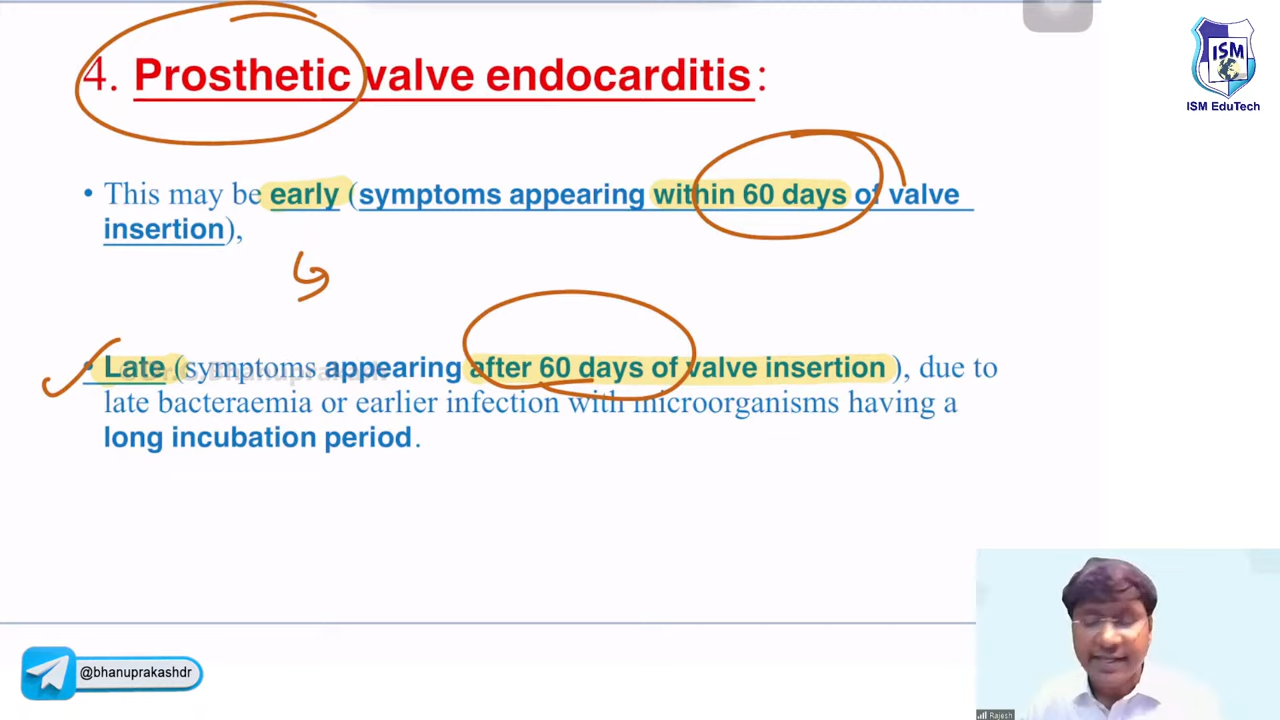 4. Prosthetic valve endocarditis:
ISM
ISM EduTech
• This may be early (symptoms appearing within 60 days of valve
insertion),
• Late (symptoms appearing after 60 days of valve insertion), due to
late bacteraemia or earlier infection with microorganisms having a
long incubation period.
@bhanuprakashdr
Rajesh